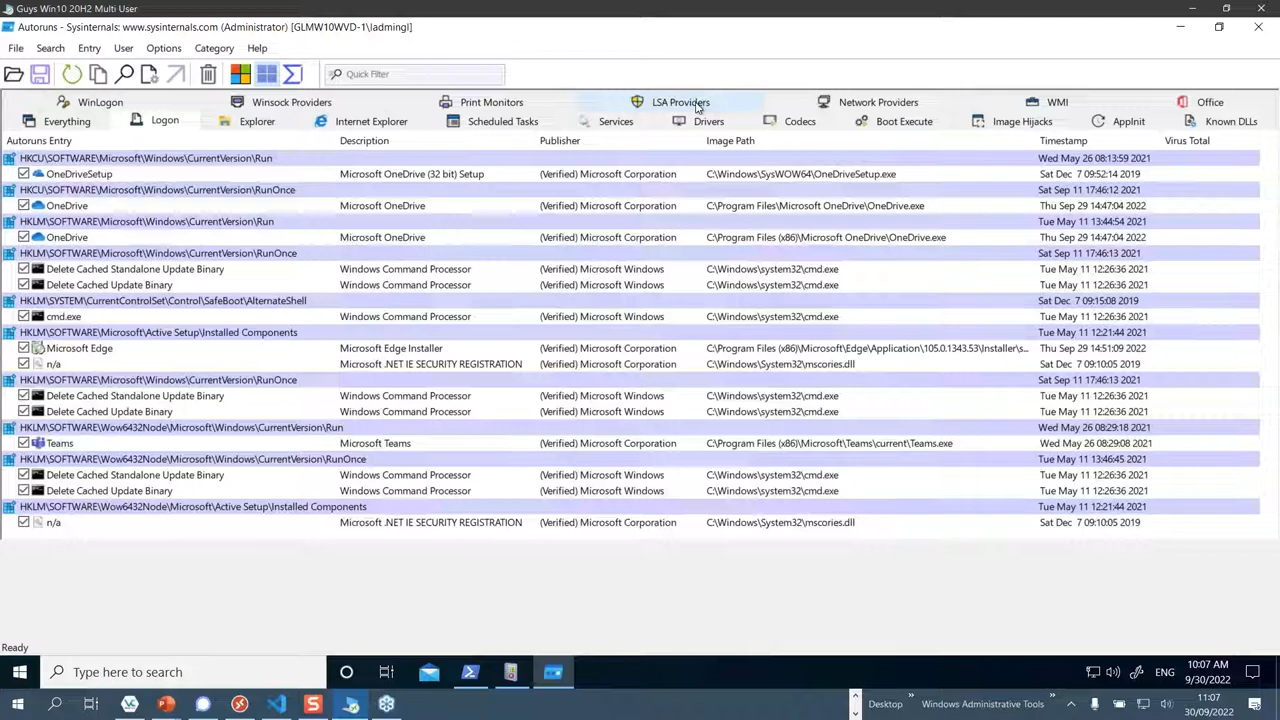 Guys Win10 20H2 Multi User
Autoruns - Sysinternals: www.sysinternals.com (Administrator) [GLMW10WVD-1\ladmingl]
File Search Entry User Options Category Help
Quick Filter
WinLogon Winsock Providers Print Monitors LSA Providers Network Providers WMI Office
Everything Logon Explorer Internet Explorer Scheduled Tasks Services Drivers Codecs Boot Execute Image Hijacks AppInit Known DLLs
Autoruns Entry Description Publisher Image Path Timestamp Virus Total
HKCU\SOFTWARE\Microsoft\Windows\CurrentVersion\Run Wed May 26 08:13:59 2021
OneDriveSetup Microsoft OneDrive (32 bit) Setup (Verified) Microsoft Corporation C:\Windows\SysWOW64\OneDriveSetup.exe Sat Dec 7 09:52:14 2019
HKCU\SOFTWARE\Microsoft\Windows\CurrentVersion\RunOnce Sat Sep 11 17:46:12 2021
OneDrive Microsoft OneDrive (Verified) Microsoft Corporation C:\Program Files\Microsoft OneDrive\OneDrive.exe Thu Sep 29 14:47:04 2022
HKLM\SOFTWARE\Microsoft\Windows\CurrentVersion\Run Tue May 11 13:44:54 2021
OneDrive Microsoft OneDrive (Verified) Microsoft Corporation C:\Program Files (x86)\Microsoft OneDrive\OneDrive.exe Thu Sep 29 14:47:04 2022
HKLM\SOFTWARE\Microsoft\Windows\CurrentVersion\RunOnce Sat Sep 11 17:46:13 2021
Delete Cached Standalone Update Binary Windows Command Processor (Verified) Microsoft Windows C:\Windows\system32\cmd.exe Tue May 11 12:26:36 2021
Delete Cached Update Binary Windows Command Processor (Verified) Microsoft Windows C:\Windows\system32\cmd.exe Tue May 11 12:26:36 2021
HKLM\SYSTEM\CurrentControlSet\Control\SafeBoot\AlternateShell Sat Dec 7 09:15:08 2019
cmd.exe Windows Command Processor (Verified) Microsoft Windows C:\Windows\system32\cmd.exe Tue May 11 12:26:36 2021
HKLM\SOFTWARE\Microsoft\Active Setup\Installed Components Tue May 11 12:21:44 2021
Microsoft Edge Microsoft Edge Installer (Verified) Microsoft Corporation C:\Program Files (x86)\Microsoft\Edge\Application\105.0.1343.53\Installer\s... Thu Sep 29 14:51:09 2022
n/a Microsoft .NET IE SECURITY REGISTRATION (Verified) Microsoft Corporation C:\Windows\System32\mscories.dll Sat Dec 7 09:10:05 2019
HKLM\SOFTWARE\Microsoft\Windows\CurrentVersion\RunOnce Sat Sep 11 17:46:13 2021
Delete Cached Standalone Update Binary Windows Command Processor (Verified) Microsoft Windows C:\Windows\system32\cmd.exe Tue May 11 12:26:36 2021
Delete Cached Update Binary Windows Command Processor (Verified) Microsoft Windows C:\Windows\system32\cmd.exe Tue May 11 12:26:36 2021
HKLM\SOFTWARE\Wow6432Node\Microsoft\Windows\CurrentVersion\Run Wed May 26 08:29:18 2021
Teams Microsoft Teams (Verified) Microsoft Corporation C:\Program Files (x86)\Microsoft\Teams\current\Teams.exe Wed May 26 08:29:08 2021
HKLM\SOFTWARE\Wow6432Node\Microsoft\Windows\CurrentVersion\RunOnce Tue May 11 13:46:45 2021
Delete Cached Standalone Update Binary Windows Command Processor (Verified) Microsoft Windows C:\Windows\system32\cmd.exe Tue May 11 12:26:36 2021
Delete Cached Update Binary Windows Command Processor (Verified) Microsoft Windows C:\Windows\system32\cmd.exe Tue May 11 12:26:36 2021
HKLM\SOFTWARE\Wow6432Node\Microsoft\Active Setup\Installed Components Tue May 11 12:21:44 2021
n/a Microsoft .NET IE SECURITY REGISTRATION (Verified) Microsoft Corporation C:\Windows\System32\mscories.dll Sat Dec 7 09:10:05 2019
Ready
Type here to search ENG 10:07 AM
9/30/2022
Desktop Windows Administrative Tools 11:07
30/09/2022